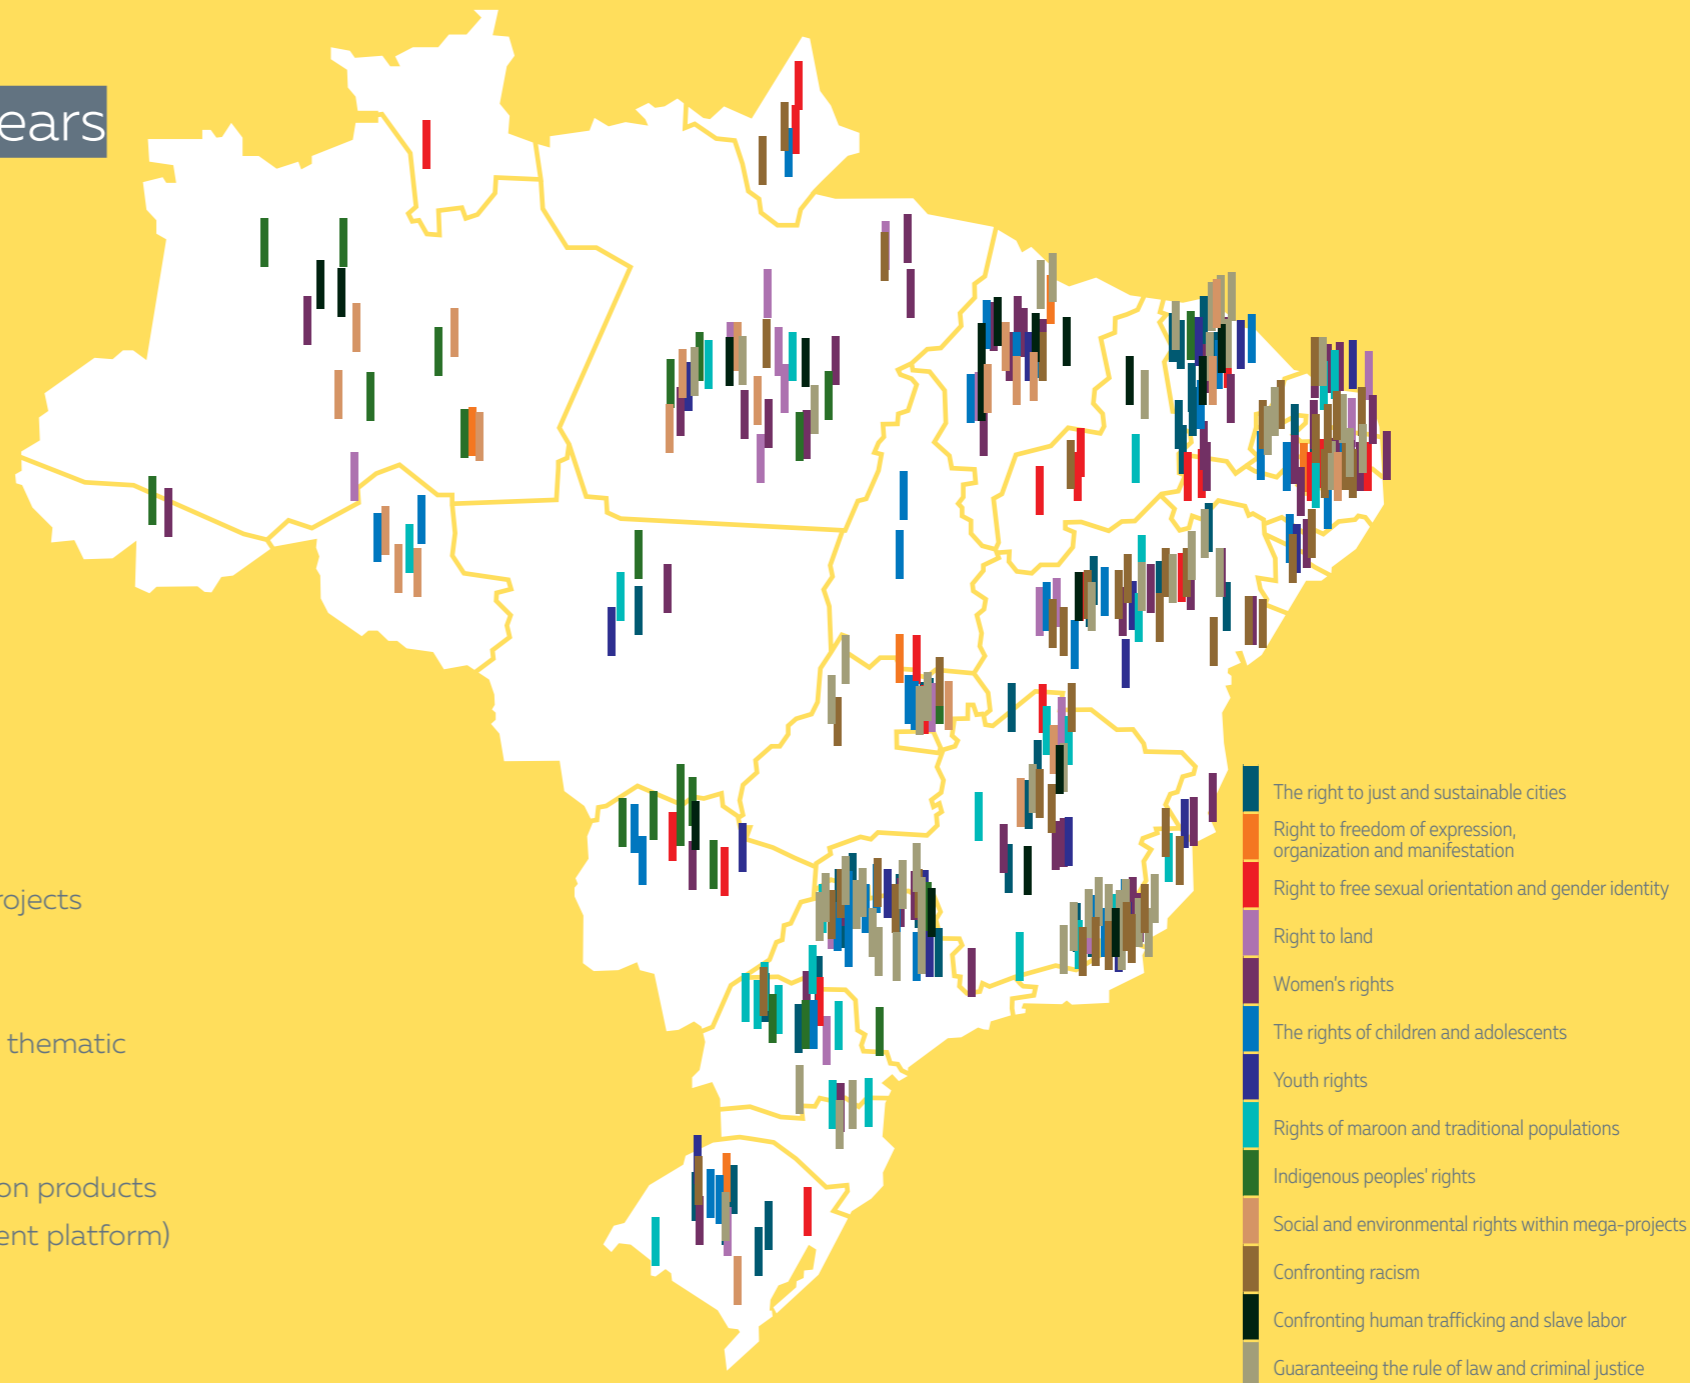 ears
rojects
thematic
on products
ent platform)
The right to just and sustainable cities
Right to freedom of expression,
organization and manifestation
Right to free sexual orientation and gender identity
Right to land
Women's rights
The rights of children and adolescents
Youth rights
Rights of maroon and traditional populations
Indigenous peoples' rights
Social and environmental rights within mega-projects
Confronting racism
Confronting human trafficking and slave labor
Guaranteeing the rule of law and criminal justice